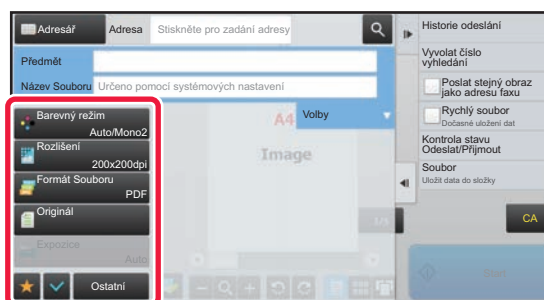 Adresář
Adresa
Stiskněte pro zadání adresy
Předmět
Název Souboru
Určeno pomocí systémových nastavení
Barevný režim
Auto/Mono2
Rozlišení
200x200dpi
Formát Souboru
PDF
Originál
Expozice
Auto
Ostatní
A4
Volby
Image
1/5
Historie odeslání
Vyvolat číslo
vyhledání
Poslat stejný obraz
jako adresu faxu
Rychlý soubor
Dočasné uložení dat
Kontrola stavu
Odeslat/Přijmout
Soubor
Uložit data do složky
CA
Start